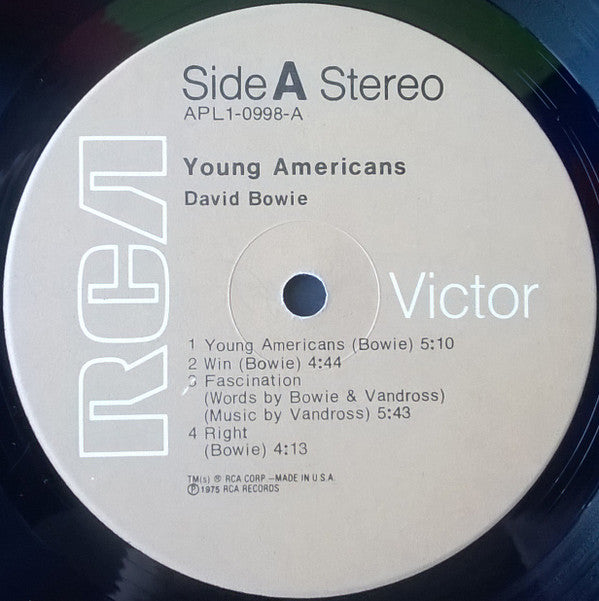 Side A Stereo
APL1-0998-A
Young Americans
David Bowie
RCA
Victor
1 Young Americans (Bowie) 5:10
2 Win (Bowie) 4:44
3 Fascination
(Words by Bowie & Vandross)
(Music by Vandross) 5:43
4 Right
(Bowie) 4:13
TM(s) ® RCA CORP.—MADE IN U.S.A.
℗ 1975 RCA RECORDS